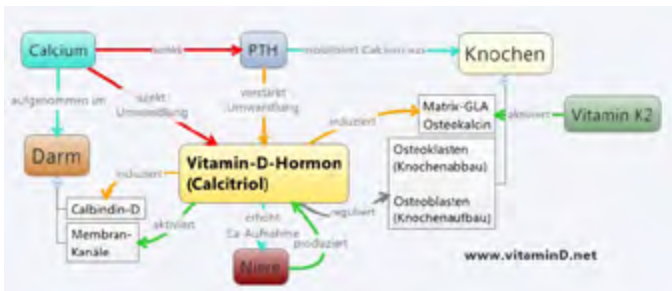 Calcium
senkt
PTH
mobilisiert Calcium aus
Knochen
aufgenommen im
senkt
Umwandlung
verstärkt
Umwandlung
induziert
Matrix-GLA
Osteokalcin
aktiviert
Vitamin K2
Darm
Vitamin-D-Hormon
(Calcitriol)
Osteoklasten
(Knochenabbau)
induziert
Calbindin-D
Membran-
Kanäle
aktiviert
erhöht
Ca-Aufnahme
produziert
reguliert
Osteoblasten
(Knochenaufbau)
Niere
www.vitaminD.net